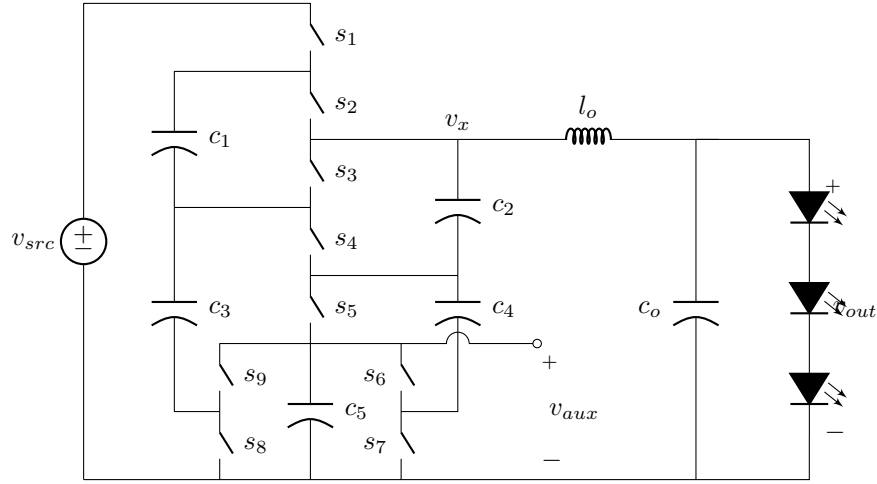 s1
s2
vx
lo
c1
s3
+
c2
vsrc
+
−
s4
c3
s5
c4
co
vout
s9
s6
+
c5
vaux
s8
s7
−
−